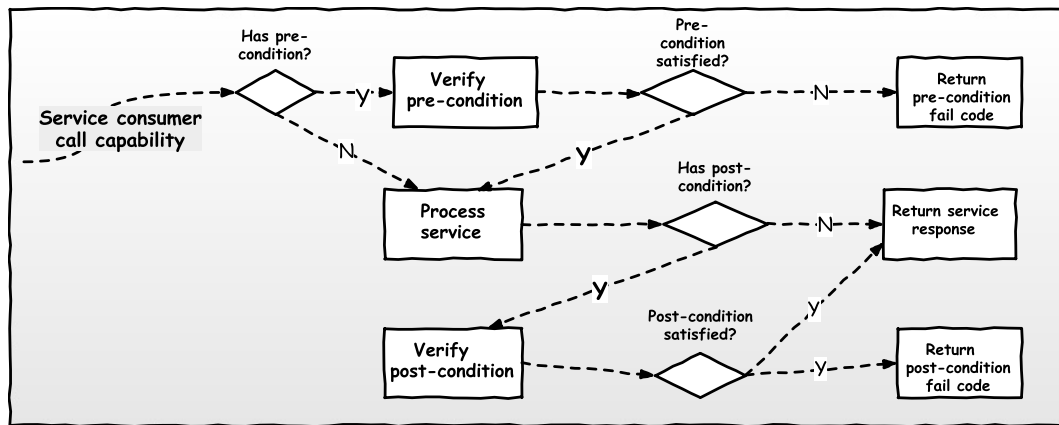 Has pre-
condition?
Pre-
condition
satisfied?
Service consumer
call capability
Y
Verify
pre-condition
N
Return
pre-condition
fail code
N
Y
Has post-
condition?
Process
service
N
Return service
response
Y
Post-condition
satisfied?
Y
Verify
post-condition
Y
Return
post-condition
fail code